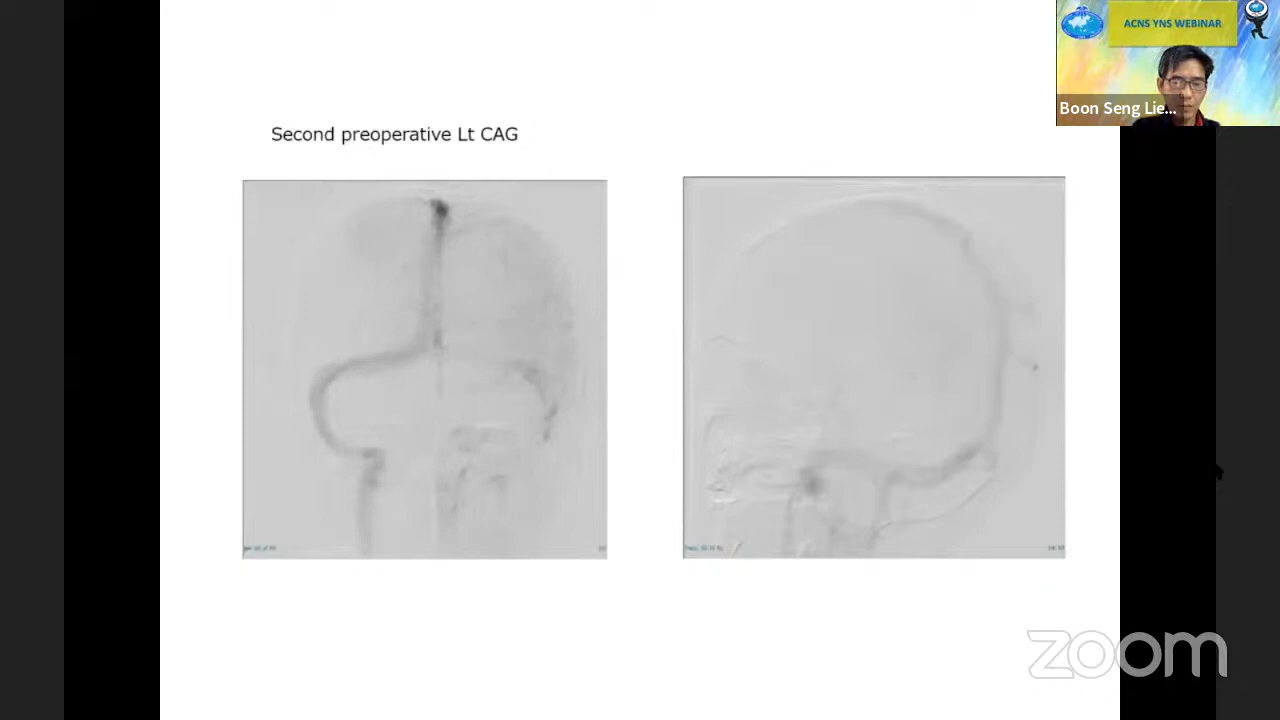 ACNS YNS WEBINAR
Boon Seng Lie...
Second preoperative Lt CAG
zoom